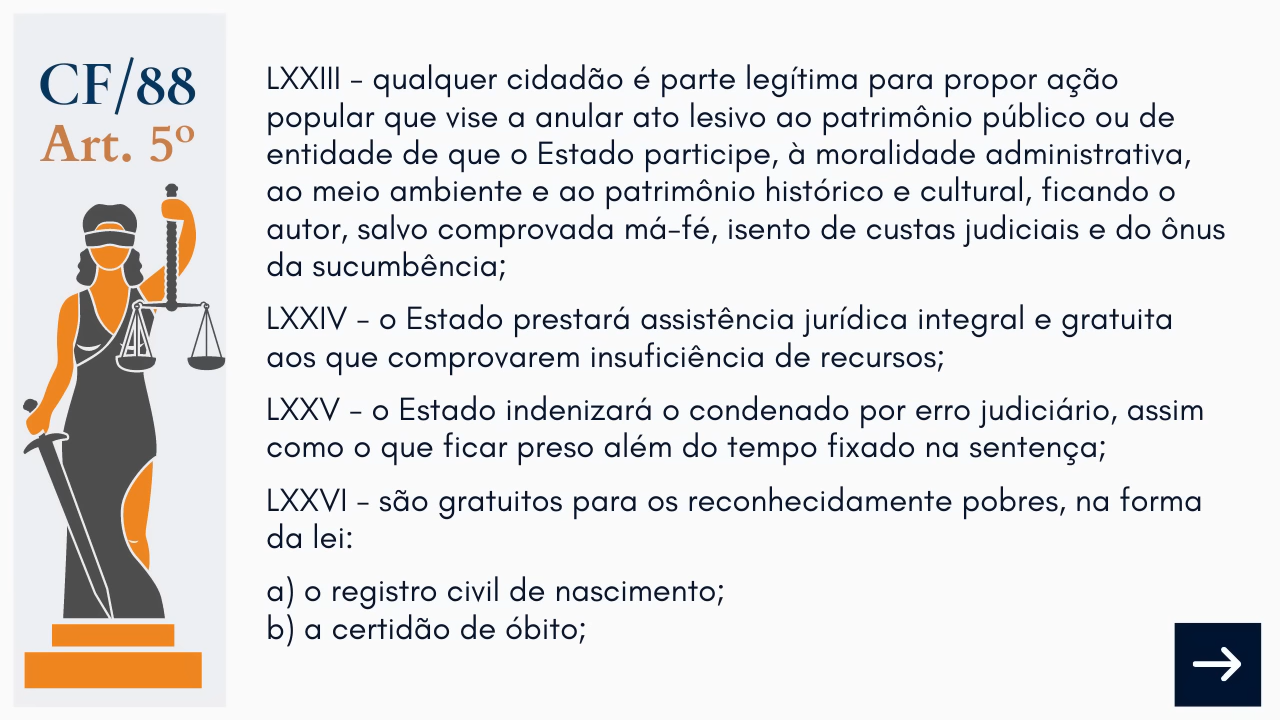 CF/88
Art. 5º
LXXIII - qualquer cidadão é parte legítima para propor ação
popular que vise a anular ato lesivo ao patrimônio público ou de
entidade de que o Estado participe, à moralidade administrativa,
ao meio ambiente e ao patrimônio histórico e cultural, ficando o
autor, salvo comprovada má-fé, isento de custas judiciais e do ônus
da sucumbência;
LXXIV - o Estado prestará assistência jurídica integral e gratuita
aos que comprovarem insuficiência de recursos;
LXXV - o Estado indenizará o condenado por erro judiciário, assim
como o que ficar preso além do tempo fixado na sentença;
LXXVI - são gratuitos para os reconhecidamente pobres, na forma
da lei:
a) o registro civil de nascimento;
b) a certidão de óbito;